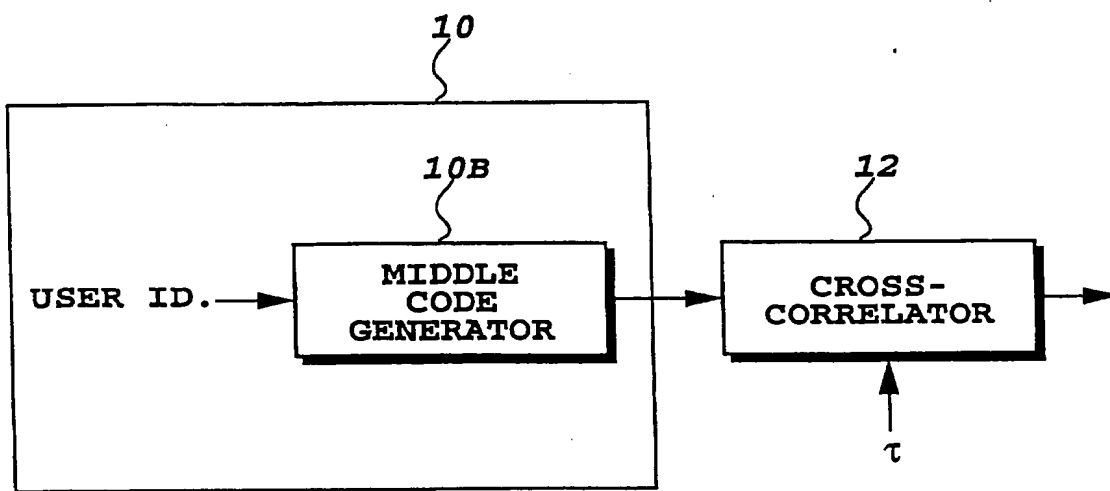 10
10B
12
USER ID.
MIDDLE
CODE
GENERATOR
CROSS-
CORRELATOR
τ